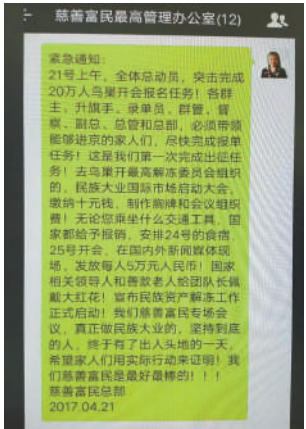 慈善富民最高管理办公室(12)
紧急通知:
21号上午,全体总动员,突击完成
20万人鸟巢开会报名任务!各群
主、升旗手、录单员、群管、督
察、副总、总管和总部,必须带领
能够进京的家人们,尽快完成报单
任务!这是我们第一次完成出征任
务!去鸟巢开最高解冻委员会组织
的,民族大业国际市场启动大会,
缴纳十元钱,制作胸牌和会议组织
费!无论您乘坐什么交通工具,国
家都给予报销,安排24号的食宿,
25号开会,在国内外新闻媒体现
场,发放每人5万元人民币!国家
相关领导人和善款老人给团队长佩
戴大红花!宣布民族资产解冻工作
正式启动!我们慈善富民专场会
议,真正做民族大业的,坚持到底
的人,终于有了出人头地的一天,
希望家人们用实际行动来证明!我
们慈善富民是最好最棒的!!!
慈善富民总部
2017.04.21